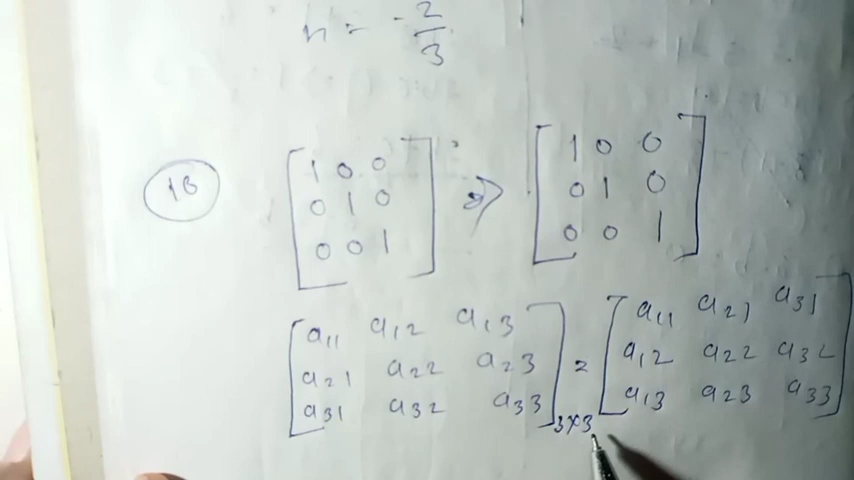 n = -2/3
18 [1 0 0 ⇒ [1 0 0
0 1 0 0 1 0
0 0 1] 0 0 1]
[a11 a12 a13 = [a11 a21 a31
a21 a22 a23 a12 a22 a32
a31 a32 a33]3×3 a13 a23 a33]